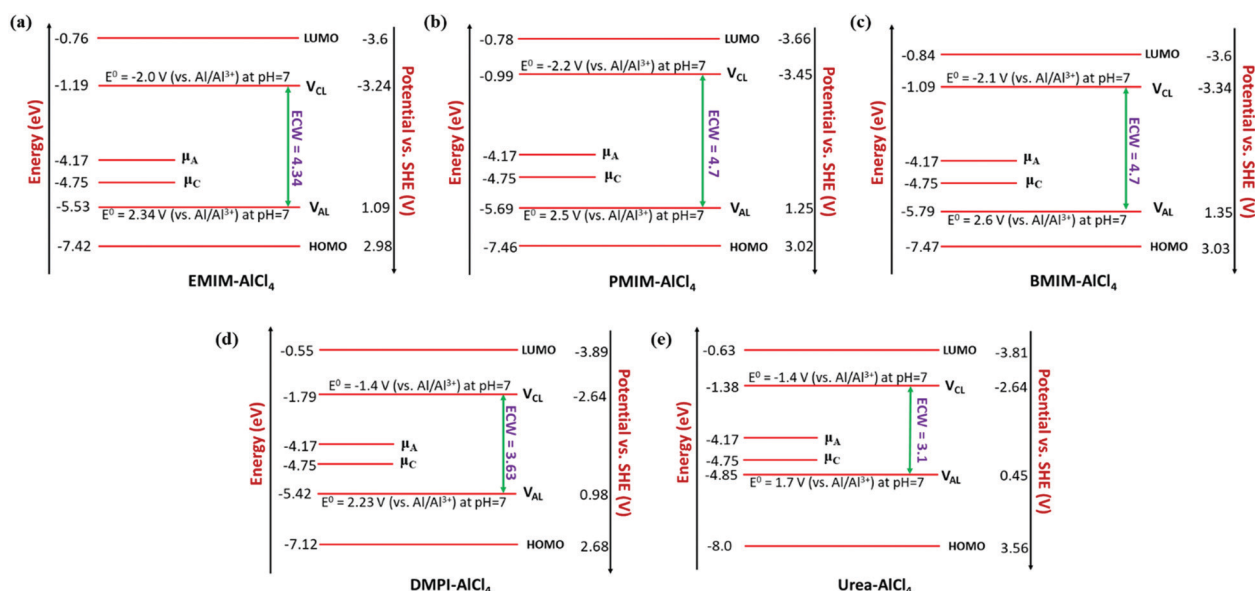 (a)
Energy (eV)
Potential vs. SHE (V)
-0.76 LUMO -3.6
E⁰ = -2.0 V (vs. Al/Al³⁺) at pH=7
-1.19 V_CL -3.24
ECW = 4.34
-4.17 μ_A
-4.75 μ_C
-5.53 V_AL 1.09
E⁰ = 2.34 V (vs. Al/Al³⁺) at pH=7
-7.42 HOMO 2.98
EMIM-AlCl₄
(b)
Energy (eV)
Potential vs. SHE (V)
-0.78 LUMO -3.66
E⁰ = -2.2 V (vs. Al/Al³⁺) at pH=7
-0.99 V_CL -3.45
ECW = 4.7
-4.17 μ_A
-4.75 μ_C
-5.69 V_AL 1.25
E⁰ = 2.5 V (vs. Al/Al³⁺) at pH=7
-7.46 HOMO 3.02
PMIM-AlCl₄
(c)
Energy (eV)
Potential vs. SHE (V)
-0.84 LUMO -3.6
E⁰ = -2.1 V (vs. Al/Al³⁺) at pH=7
-1.09 V_CL -3.34
ECW = 4.7
-4.17 μ_A
-4.75 μ_C
-5.79 V_AL 1.35
E⁰ = 2.6 V (vs. Al/Al³⁺) at pH=7
-7.47 HOMO 3.03
BMIM-AlCl₄
(d)
Energy (eV)
Potential vs. SHE (V)
-0.55 LUMO -3.89
E⁰ = -1.4 V (vs. Al/Al³⁺) at pH=7
-1.79 V_CL -2.64
ECW = 3.63
-4.17 μ_A
-4.75 μ_C
-5.42 V_AL 0.98
E⁰ = 2.23 V (vs. Al/Al³⁺) at pH=7
-7.12 HOMO 2.68
DMPI-AlCl₄
(e)
Energy (eV)
Potential vs. SHE (V)
-0.63 LUMO -3.81
E⁰ = -1.4 V (vs. Al/Al³⁺) at pH=7
-1.38 V_CL -2.64
ECW = 3.1
-4.17 μ_A
-4.75 μ_C
-4.85 V_AL 0.45
E⁰ = 1.7 V (vs. Al/Al³⁺) at pH=7
-8.0 HOMO 3.56
Urea-AlCl₄